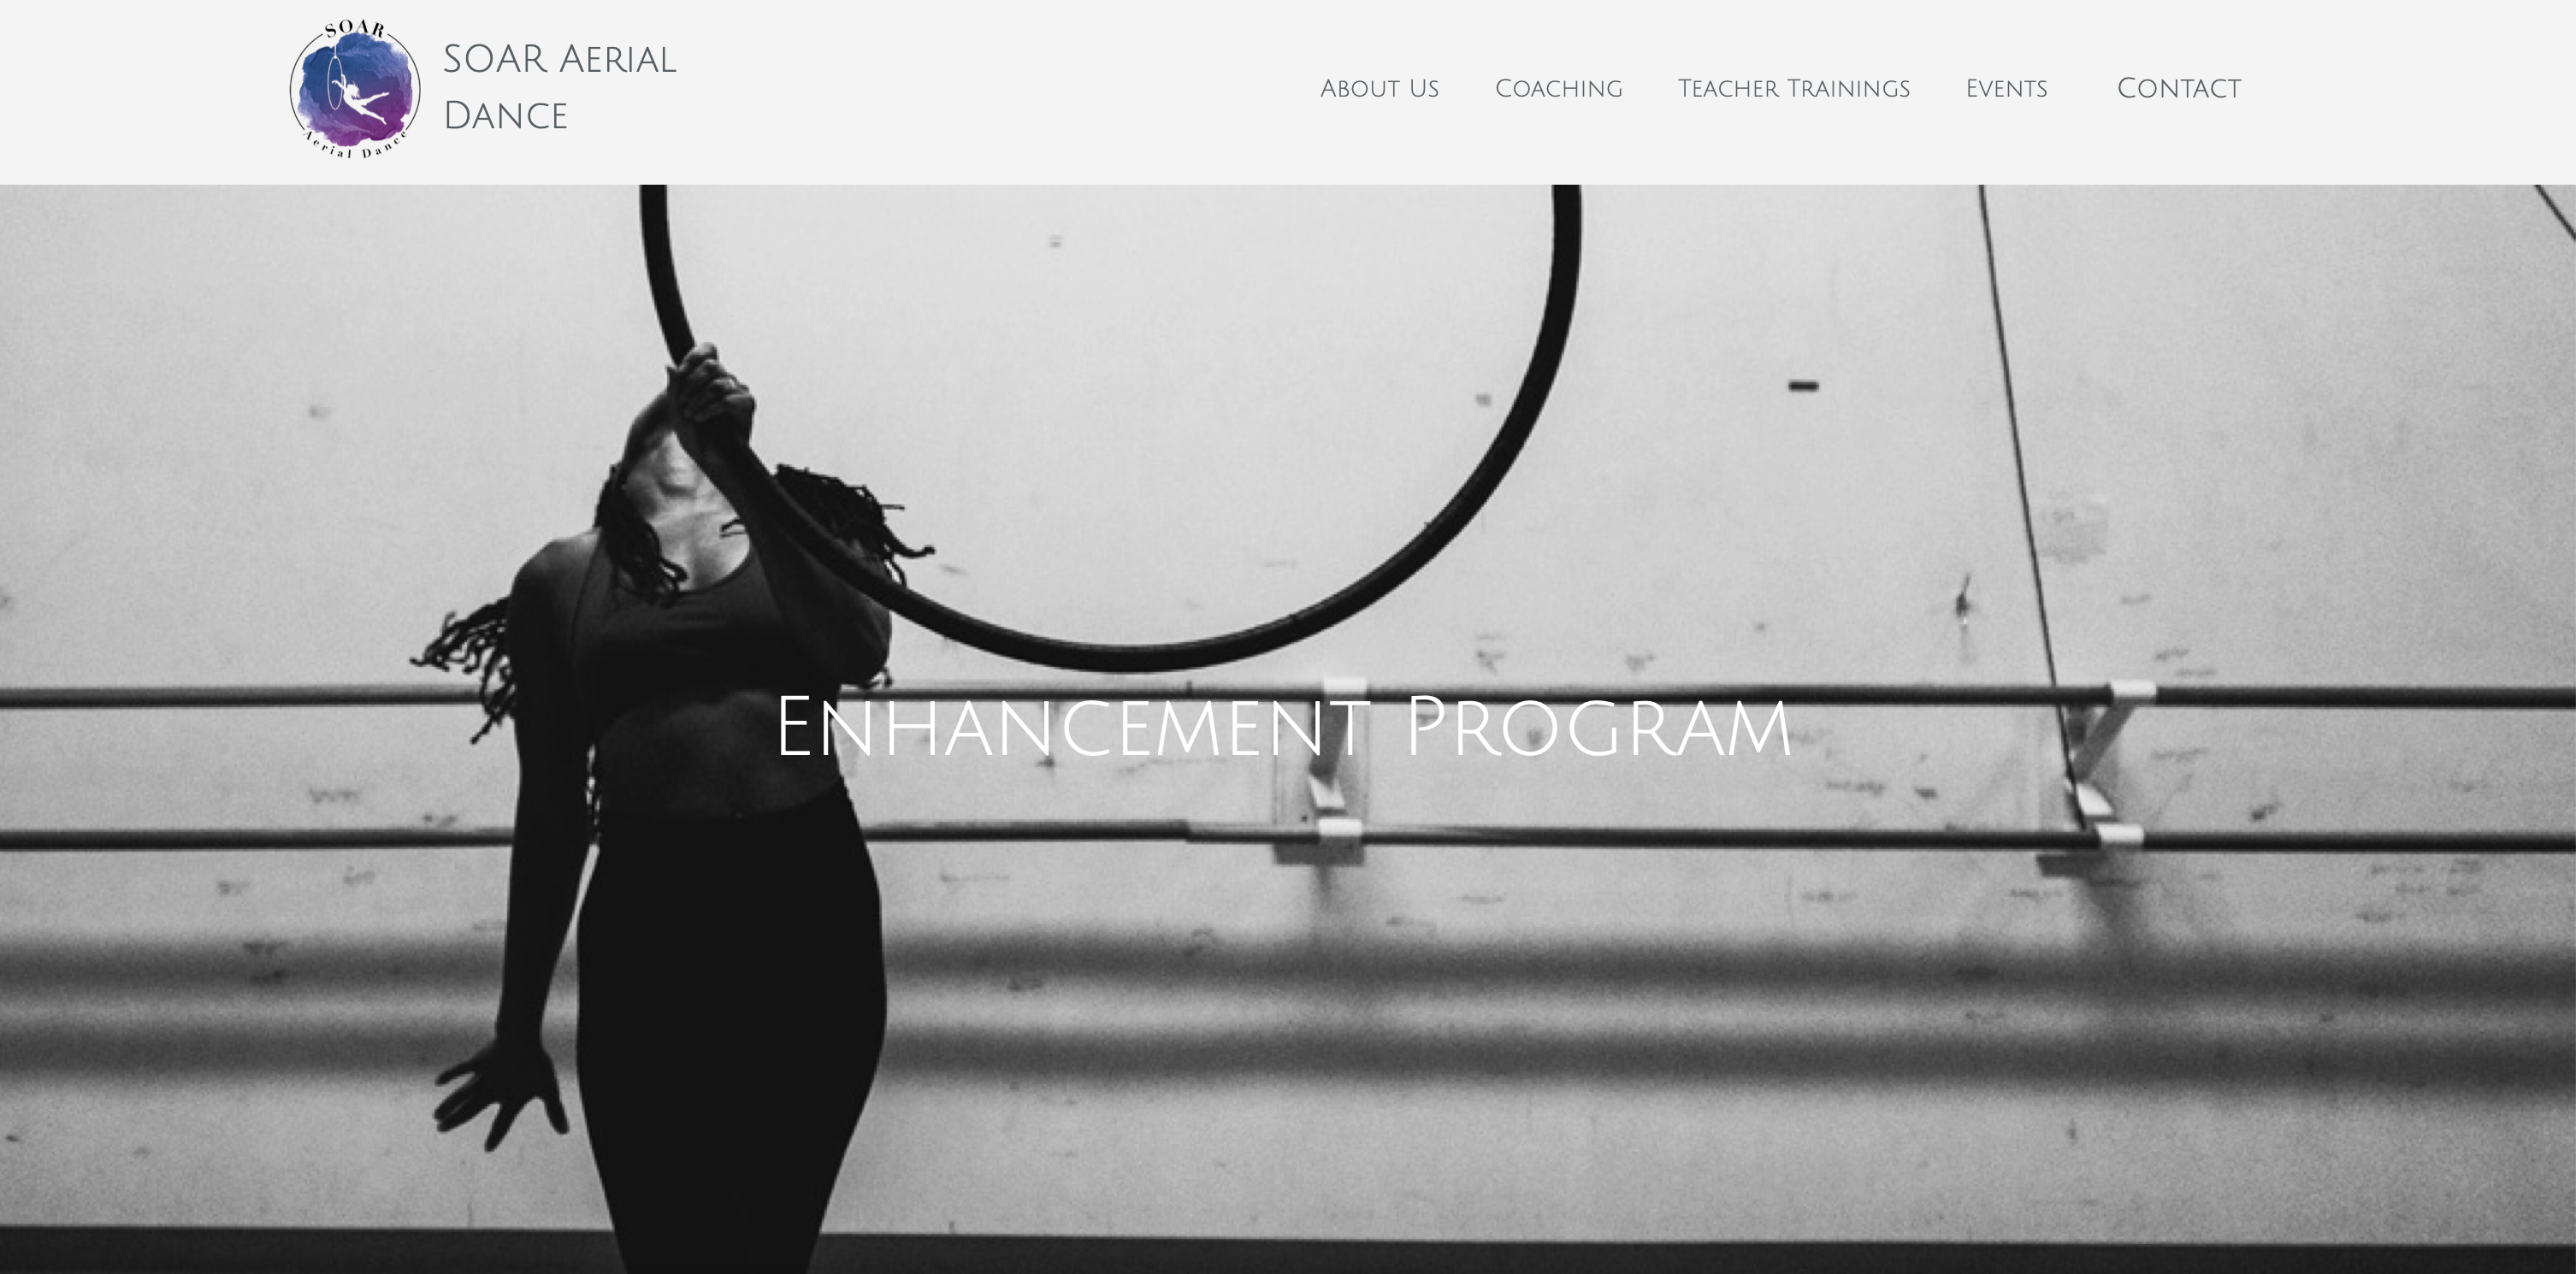 SOAR
Aerial Dance
SOAR Aerial
Dance
About Us
Coaching
Teacher Trainings
Events
Contact
Enhancement Program